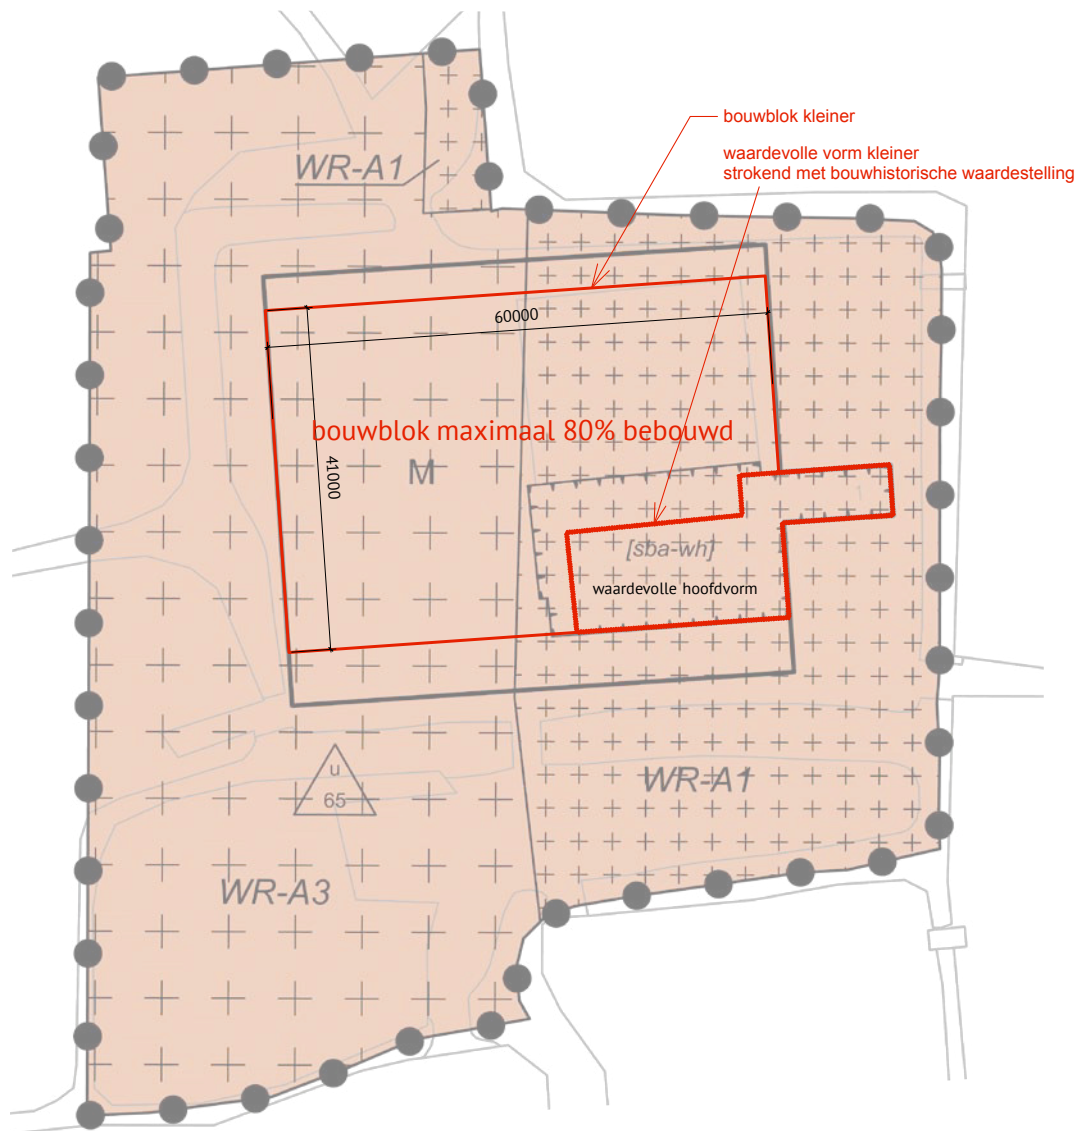 bouwblok kleiner
waardevolle vorm kleiner
strokend met bouwhistorische waardestelling
WR-A1
60000
bouwblok maximaal 80% bebouwd
M
41000
[sba-wh]
waardevolle hoofdvorm
u
65
WR-A1
WR-A3